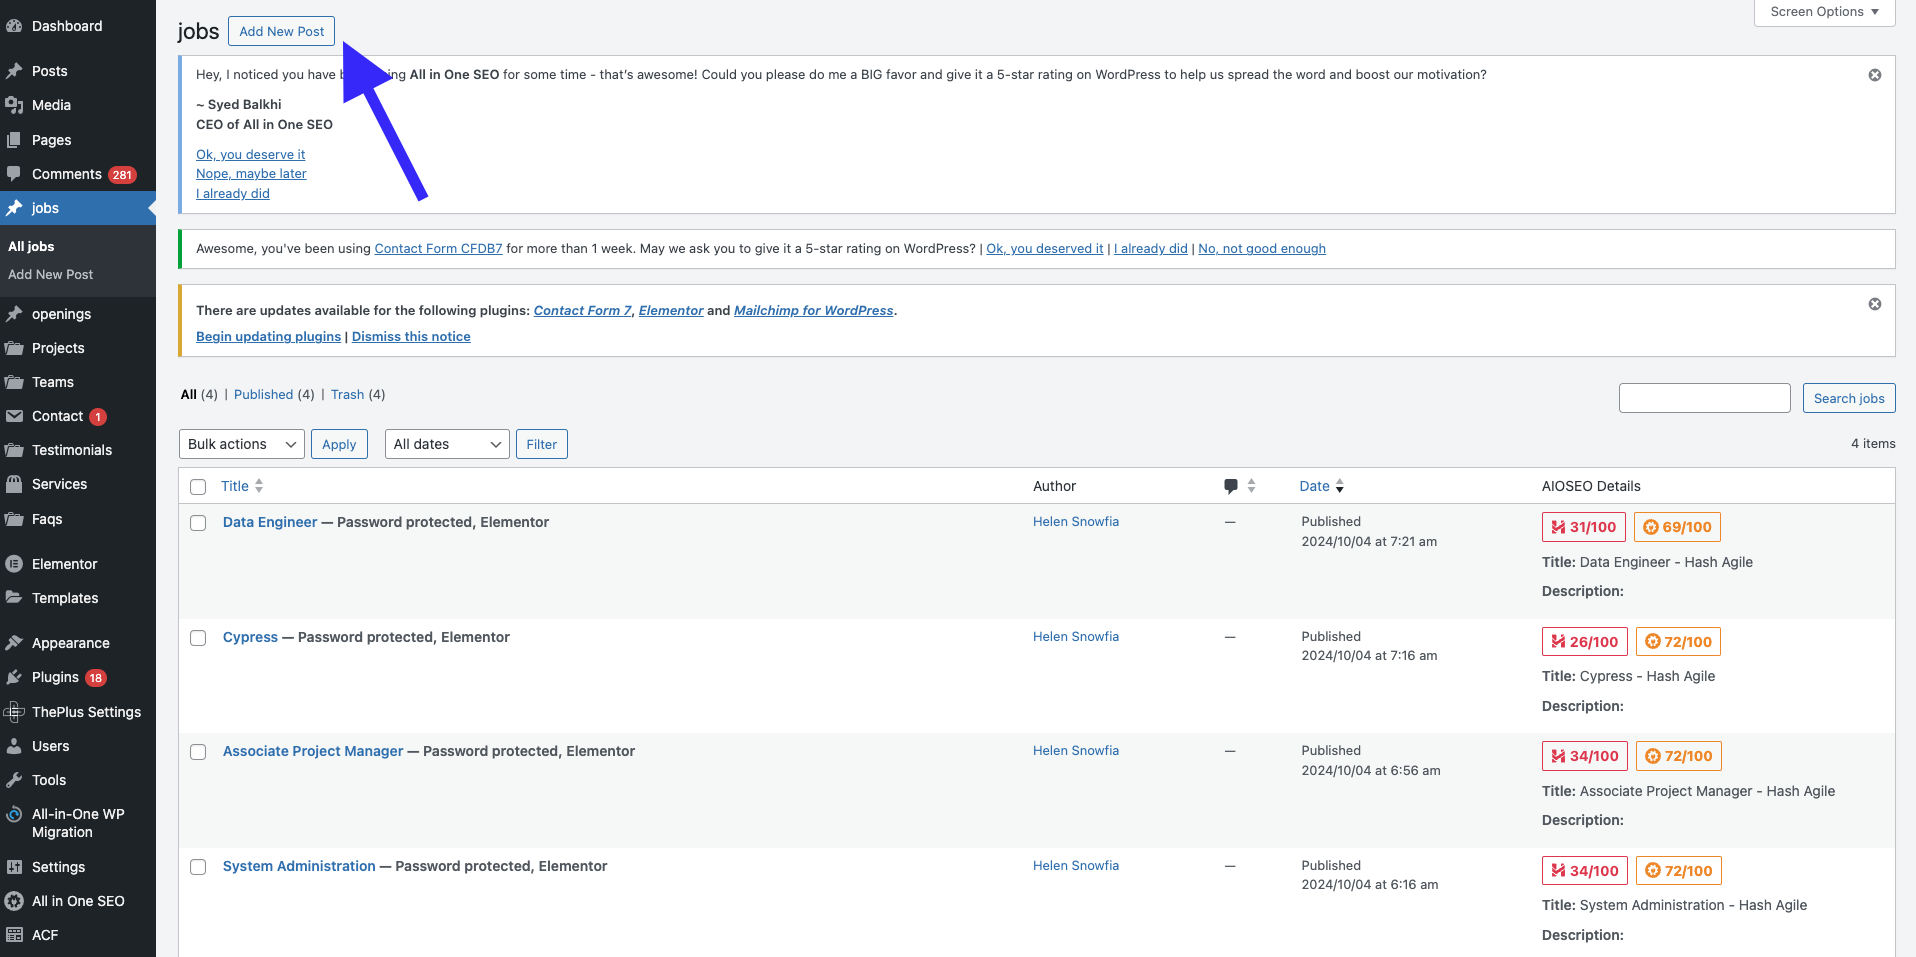 Dashboard
Posts
Media
Pages
Comments 281
jobs
All jobs
Add New Post
openings
Projects
Teams
Contact 1
Testimonials
Services
Faqs
Elementor
Templates
Appearance
Plugins 18
ThePlus Settings
Users
Tools
All-in-One WP
Migration
Settings
All in One SEO
ACF
Screen Options
jobs Add New Post
Hey, I noticed you have ing All in One SEO for some time - that's awesome! Could you please do me a BIG favor and give it a 5-star rating on WordPress to help us spread the word and boost our motivation?
~ Syed Balkhi
CEO of All in One SEO
Ok, you deserve it
Nope, maybe later
I already did
Awesome, you've been using Contact Form CFDB7 for more than 1 week. May we ask you to give it a 5-star rating on WordPress? | Ok, you deserved it | I already did | No, not good enough
There are updates available for the following plugins: Contact Form 7, Elementor and Mailchimp for WordPress.
Begin updating plugins | Dismiss this notice
All (4) | Published (4) | Trash (4)
Search jobs
Bulk actions Apply All dates Filter
4 items
Title Author Date AIOSEO Details
Data Engineer — Password protected, Elementor
Helen Snowfia
—
Published
2024/10/04 at 7:21 am
31/100 69/100
Title: Data Engineer - Hash Agile
Description:
Cypress — Password protected, Elementor
Helen Snowfia
—
Published
2024/10/04 at 7:16 am
26/100 72/100
Title: Cypress - Hash Agile
Description:
Associate Project Manager — Password protected, Elementor
Helen Snowfia
—
Published
2024/10/04 at 6:56 am
34/100 72/100
Title: Associate Project Manager - Hash Agile
Description:
System Administration — Password protected, Elementor
Helen Snowfia
—
Published
2024/10/04 at 6:16 am
34/100 72/100
Title: System Administration - Hash Agile
Description: